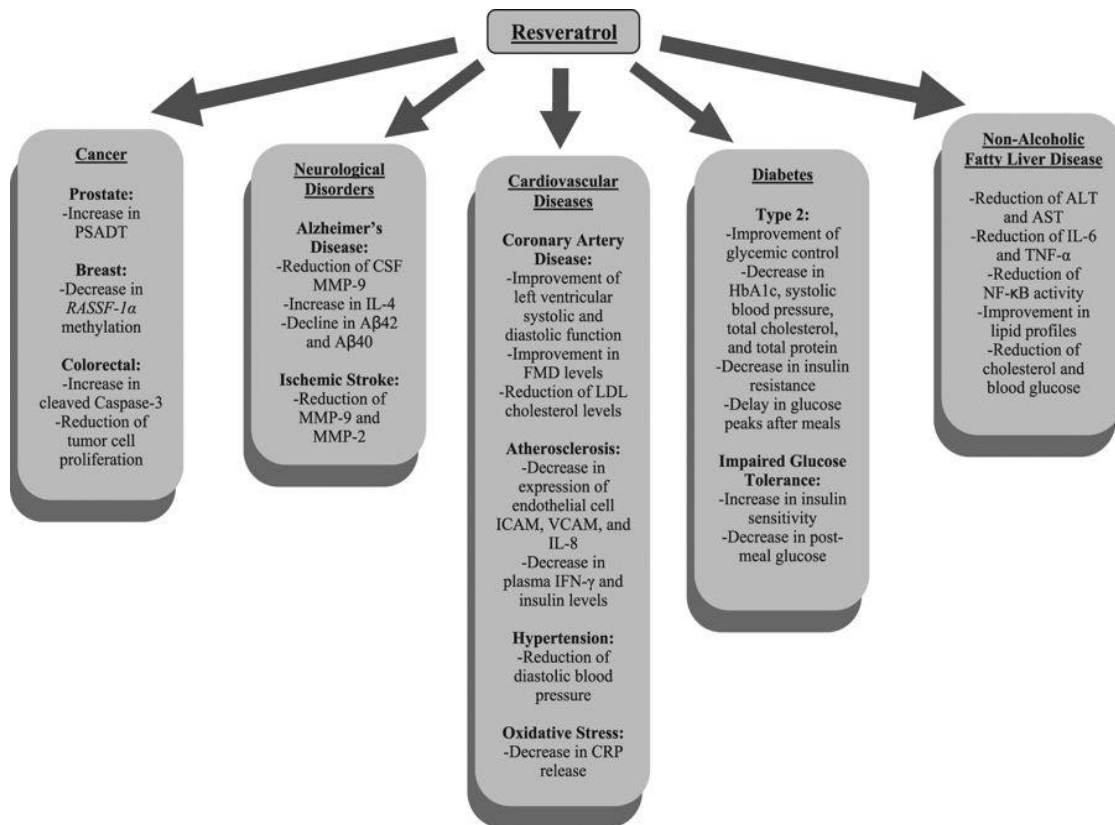 Resveratrol
Cancer
Prostate:
-Increase in
PSADT
Breast:
-Decrease in
RASSF-1α
methylation
Colorectal:
-Increase in
cleaved Caspase-3
-Reduction of
tumor cell
proliferation
Neurological
Disorders
Alzheimer's
Disease:
-Reduction of CSF
MMP-9
-Increase in IL-4
-Decline in Aβ42
and Aβ40
Ischemic Stroke:
-Reduction of
MMP-9 and
MMP-2
Cardiovascular
Diseases
Coronary Artery
Disease:
-Improvement of
left ventricular
systolic and
diastolic function
-Improvement in
FMD levels
-Reduction of LDL
cholesterol levels
Atherosclerosis:
-Decrease in
expression of
endothelial cell
ICAM, VCAM, and
IL-8
-Decrease in
plasma IFN-γ and
insulin levels
Hypertension:
-Reduction of
diastolic blood
pressure
Oxidative Stress:
-Decrease in CRP
release
Diabetes
Type 2:
-Improvement of
glycemic control
-Decrease in
HbA1c, systolic
blood pressure,
total cholesterol,
and total protein
-Decrease in insulin
resistance
-Delay in glucose
peaks after meals
Impaired Glucose
Tolerance:
-Increase in insulin
sensitivity
-Decrease in post-
meal glucose
Non-Alcoholic
Fatty Liver Disease
-Reduction of ALT
and AST
-Reduction of IL-6
and TNF-α
-Reduction of
NF-κB activity
-Improvement in
lipid profiles
-Reduction of
cholesterol and
blood glucose